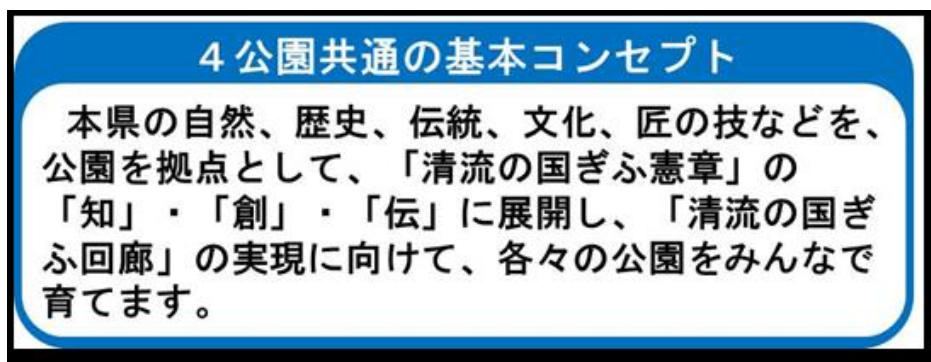 ４公園共通の基本コンセプト
本県の自然、歴史、伝統、文化、匠の技などを、
公園を拠点として、「清流の国ぎふ憲章」の
「知」・「創」・「伝」に展開し、「清流の国ぎ
ふ回廊」の実現に向けて、各々の公園をみんなで
育てます。